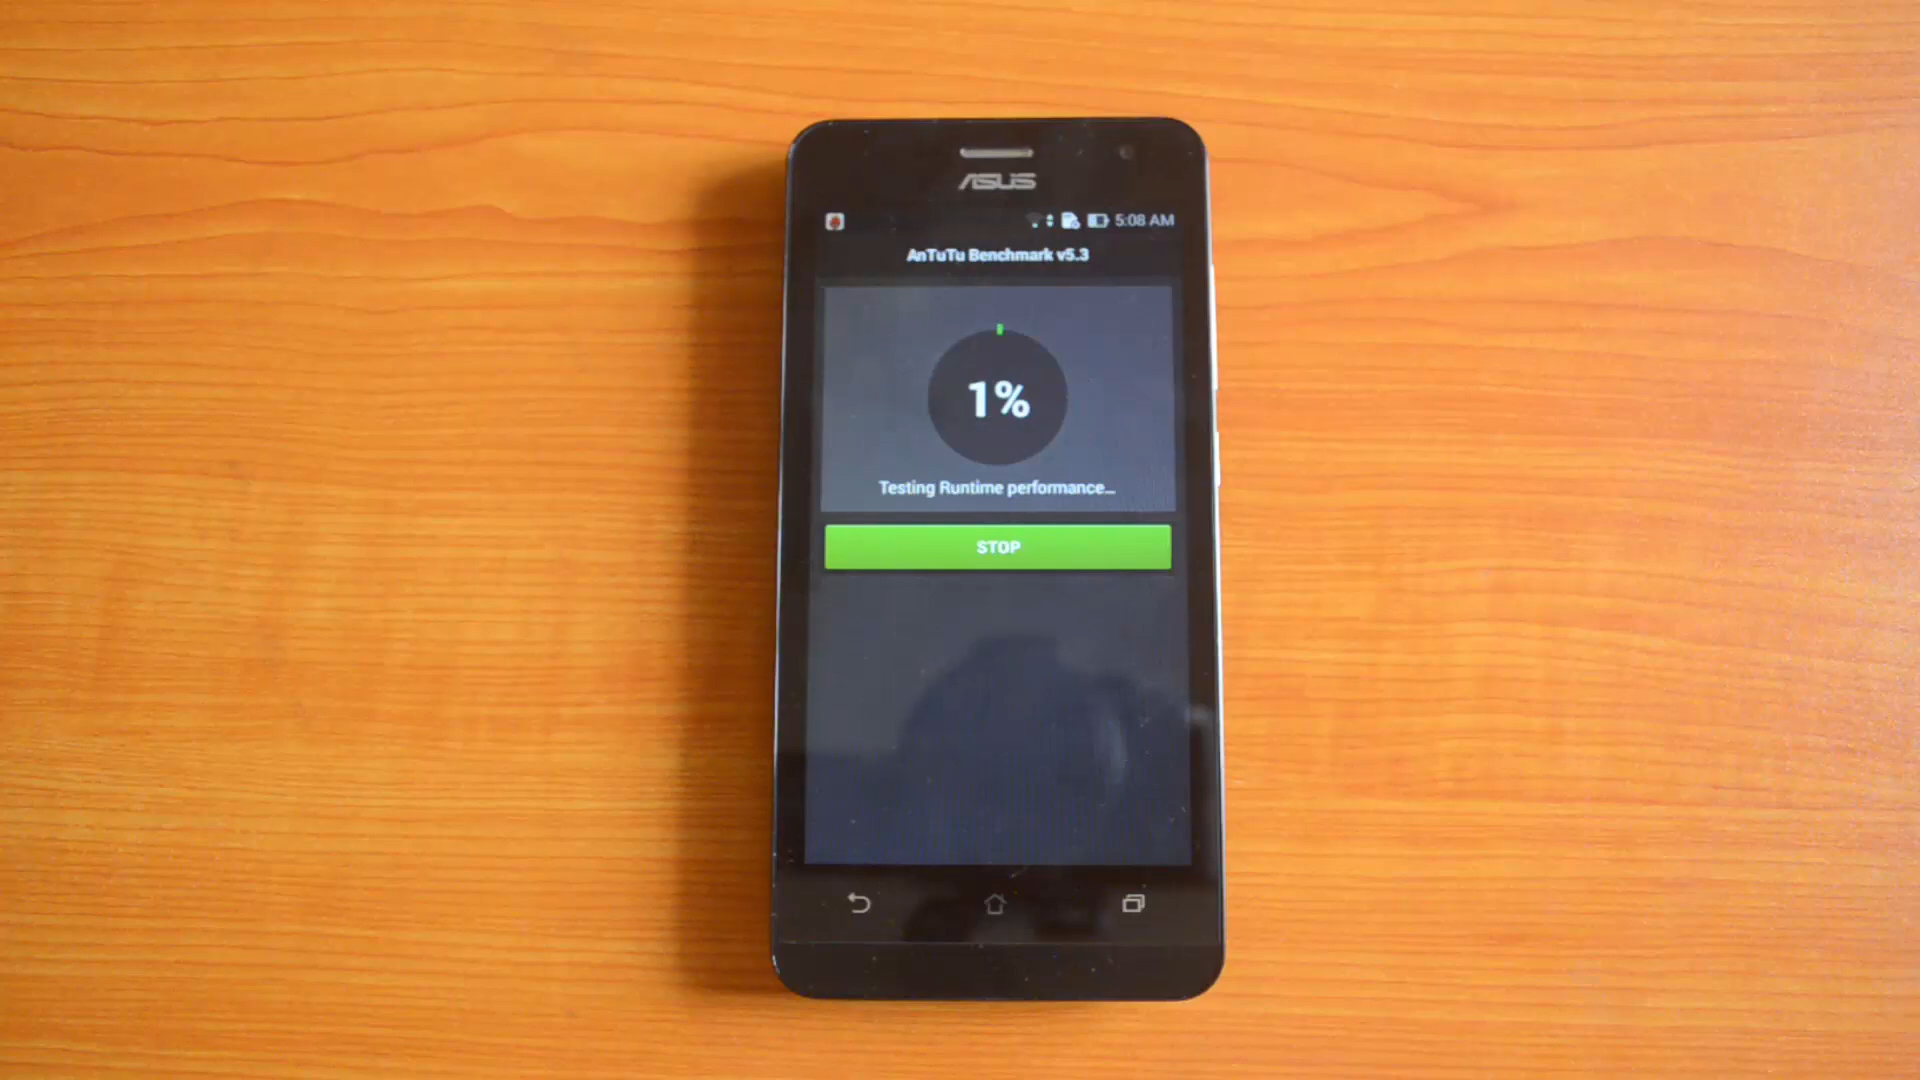 ASUS
5:08 AM
AnTuTu Benchmark v5.3
1%
Testing Runtime performance...
STOP